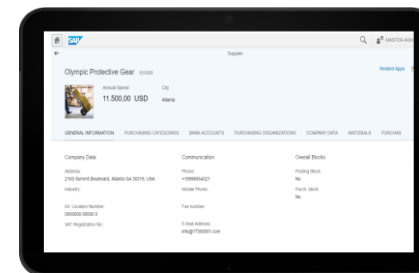 SAP
MASTER ADM
Supplier
Olympic Protective Gear
Related Apps
Annual Spend: City:
11.500,00 USD Atlanta
GENERAL INFORMATION PURCHASING CATEGORIES BANK ACCOUNTS PURCHASING ORGANIZATIONS COMPANY DATA MATERIALS PURCHAS
Company Data Communication Overall Blocks
Address: Phone: Posting Block:
2100 Summit Boulevard, Atlanta GA 30319, USA No
Industry: Mobile Phone: Purch. block:
No
Int. Location Number: Fax number:
0000000 00000 0
VAT Registration No.: E-Mail Address: